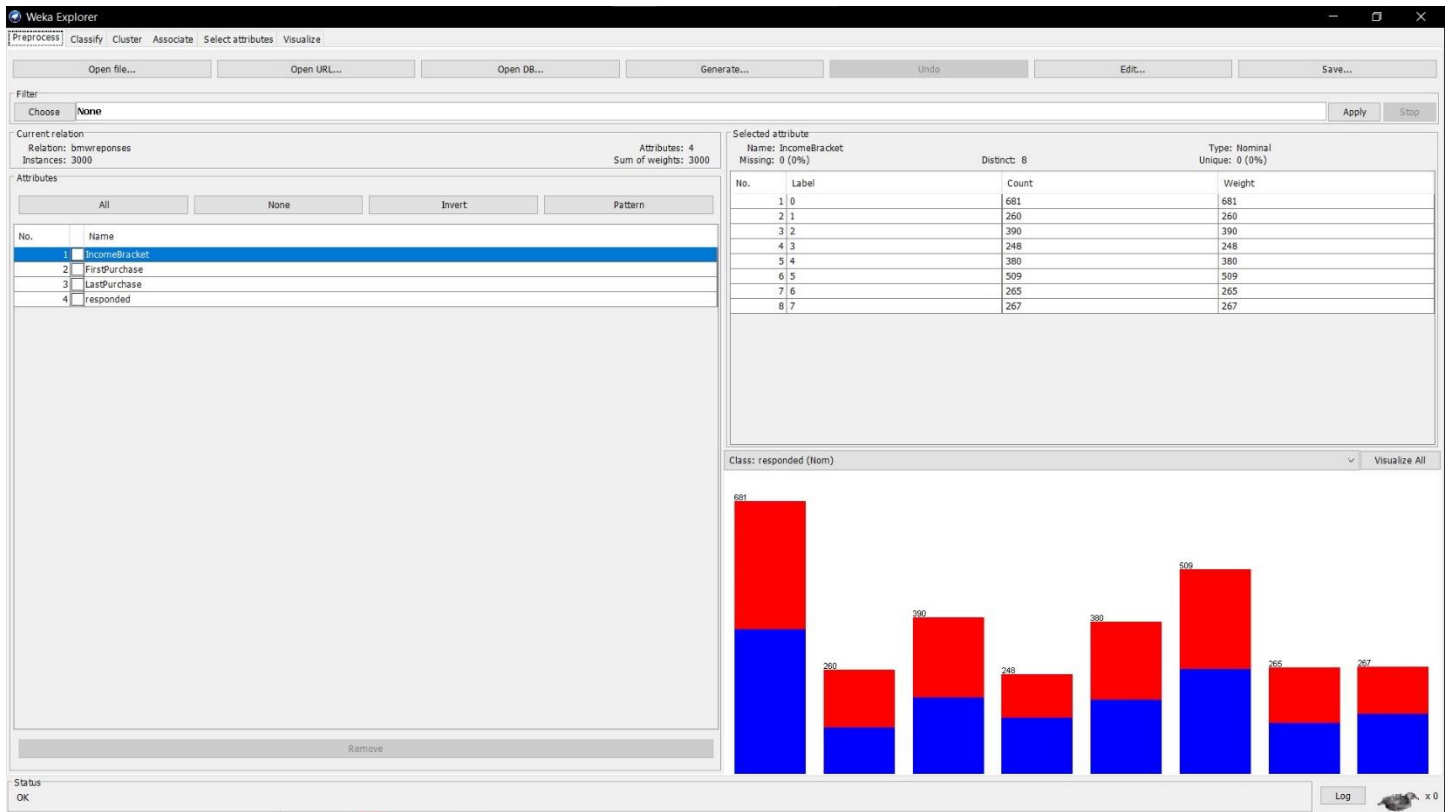 Weka Explorer
Preprocess Classify Cluster Associate Select attributes Visualize
Open file... Open URL... Open DB... Generate... Undo Edit... Save...
Filter
Choose None Apply Stop
Current relation
Relation: bmwreponses Attributes: 4
Instances: 3000 Sum of weights: 3000
Attributes
All None Invert Pattern
No. Name
1 IncomeBracket
2 FirstPurchase
3 LastPurchase
4 responded
Remove
Selected attribute
Name: IncomeBracket Type: Nominal
Missing: 0 (0%) Distinct: 8 Unique: 0 (0%)
No. Label Count Weight
1 0 681 681
2 1 260 260
3 2 390 390
4 3 248 248
5 4 380 380
6 5 509 509
7 6 265 265
8 7 267 267
Class: responded (Nom) Visualize All
681
260
390
248
380
509
265
267
Status
OK
Log x 0